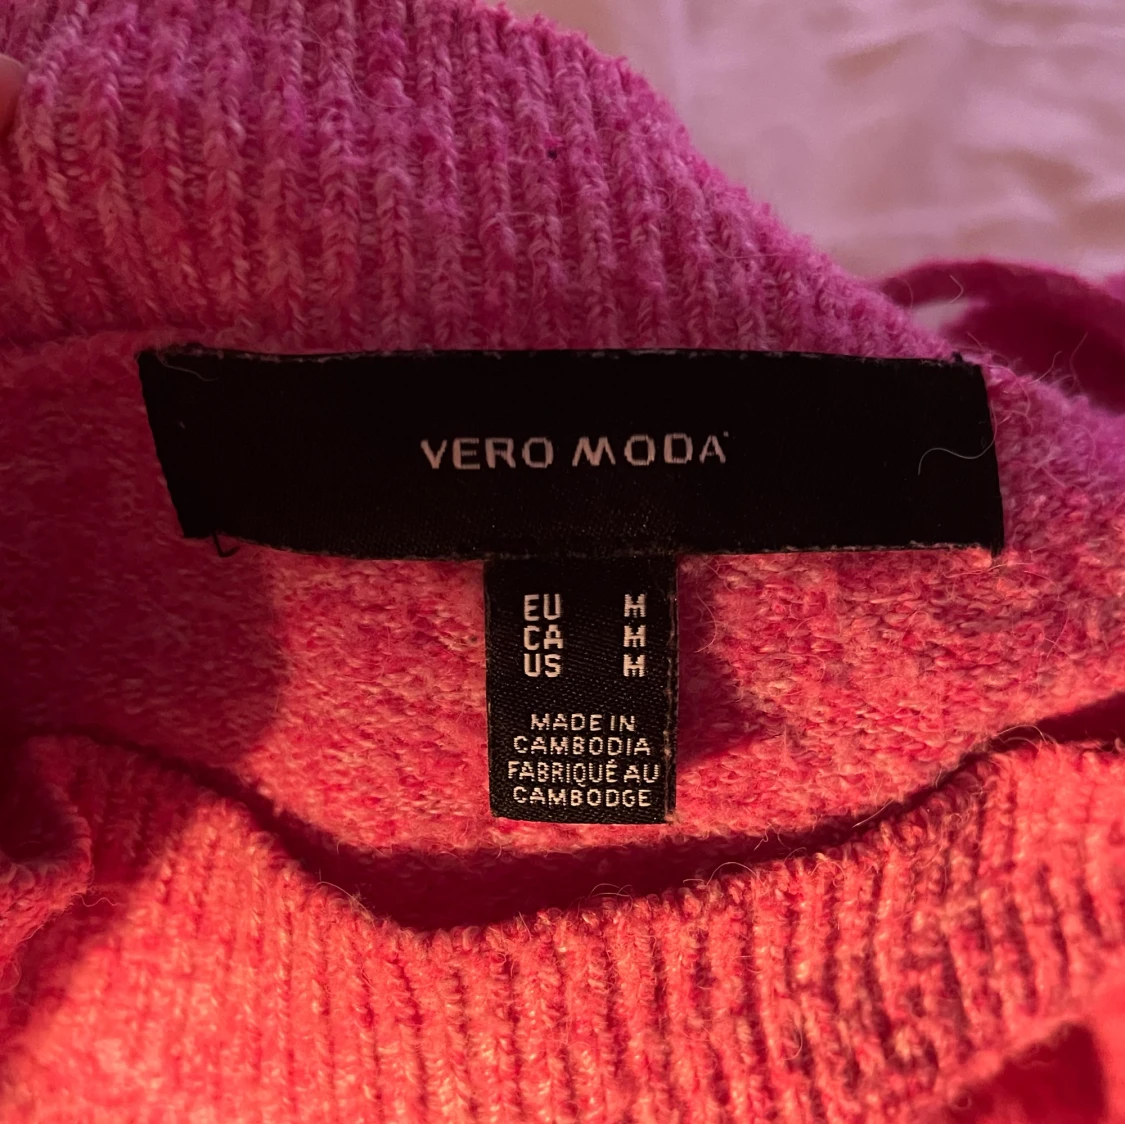 VERO MODA
EU M
CA M
US M
MADE IN
CAMBODIA
FABRIQUÉ AU
CAMBODGE